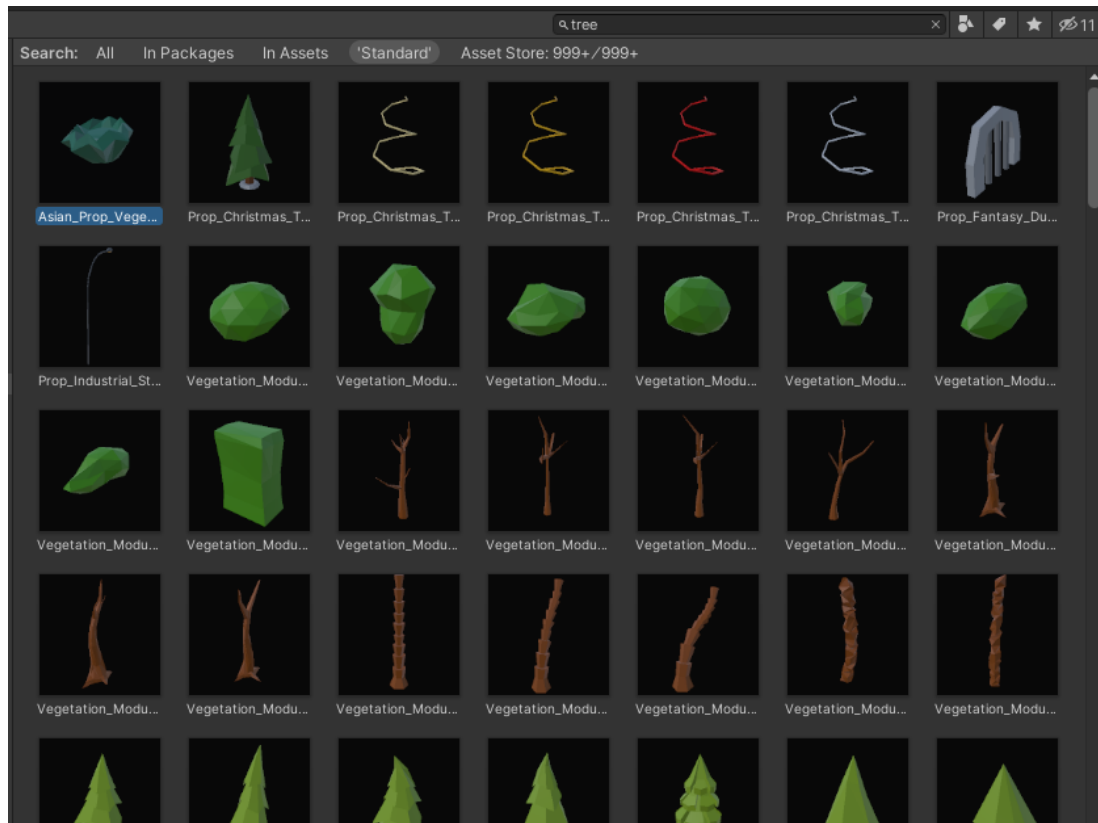 tree
11
Search: All In Packages In Assets 'Standard' Asset Store: 999+/999+
Asian_Prop_Vege... Prop_Christmas_T... Prop_Christmas_T... Prop_Christmas_T... Prop_Christmas_T... Prop_Christmas_T... Prop_Fantasy_Du...
Prop_Industrial_St... Vegetation_Modu... Vegetation_Modu... Vegetation_Modu... Vegetation_Modu... Vegetation_Modu... Vegetation_Modu...
Vegetation_Modu... Vegetation_Modu... Vegetation_Modu... Vegetation_Modu... Vegetation_Modu... Vegetation_Modu... Vegetation_Modu...
Vegetation_Modu... Vegetation_Modu... Vegetation_Modu... Vegetation_Modu... Vegetation_Modu... Vegetation_Modu... Vegetation_Modu...